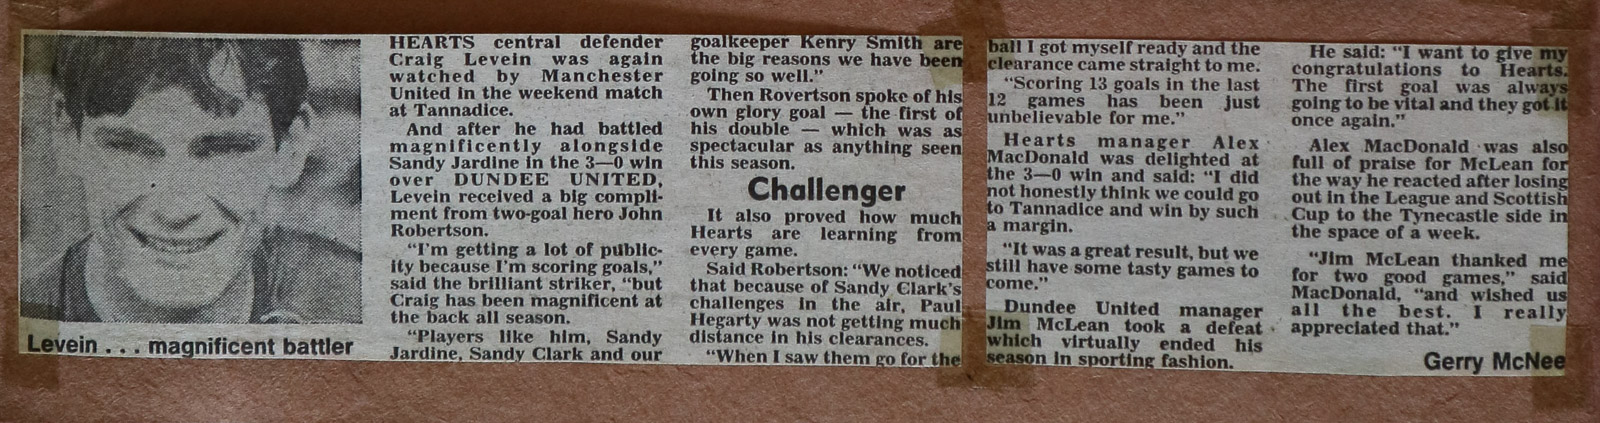 Levein . . . magnificent battler
HEARTS central defender
Craig Levein was again
watched by Manchester
United in the weekend match
at Tannadice.
And after he had battled
magnificently alongside
Sandy Jardine in the 3—0 win
over DUNDEE UNITED,
Levein received a big compli-
ment from two-goal hero John
Robertson.
“I’m getting a lot of public-
ity because I’m scoring goals,”
said the brilliant striker, “but
Craig has been magnificent at
the back all season.
“Players like him, Sandy
Jardine, Sandy Clark and our
goalkeeper Kenry Smith are
the big reasons we have been
going so well.”
Then Rovertson spoke of his
own glory goal — the first of
his double — which was as
spectacular as anything seen
this season.
Challenger
It also proved how much
Hearts are learning from
every game.
Said Robertson: “We noticed
that because of Sandy Clark’s
challenges in the air, Paul
Hegarty was not getting much
distance in his clearances.
“When I saw them go for the
ball I got myself ready and the
clearance came straight to me.
“Scoring 13 goals in the last
12 games has been just
unbelievable for me.”
Hearts manager Alex
MacDonald was delighted at
the 3—0 win and said: “I did
not honestly think we could go
to Tannadice and win by such
a margin.
“It was a great result, but we
still have some tasty games to
come.”
Dundee United manager
Jim McLean took a defeat
which virtually ended his
season in sporting fashion.
He said: “I want to give my
congratulations to Hearts.
The first goal was always
going to be vital and they got it
once again.”
Alex MacDonald was also
full of praise for McLean for
the way he reacted after losing
out in the League and Scottish
Cup to the Tynecastle side in
the space of a week.
“Jim McLean thanked me
for two good games,” said
MacDonald, “and wished us
all the best. I really
appreciated that.”
Gerry McNee